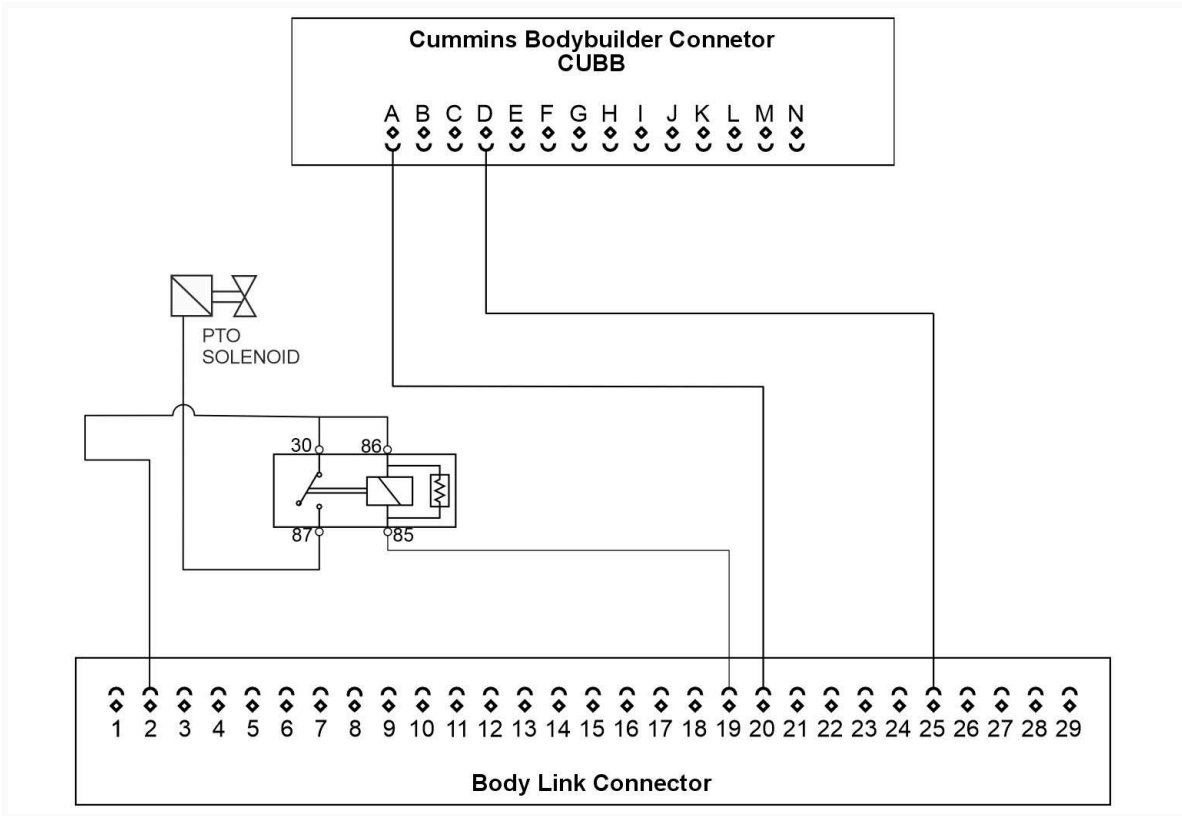 Cummins Bodybuilder Connetor
CUBB
A B C D E F G H I J K L M N
PTO
SOLENOID
30 86
87 85
1 2 3 4 5 6 7 8 9 10 11 12 13 14 15 16 17 18 19 20 21 22 23 24 25 26 27 28 29
Body Link Connector